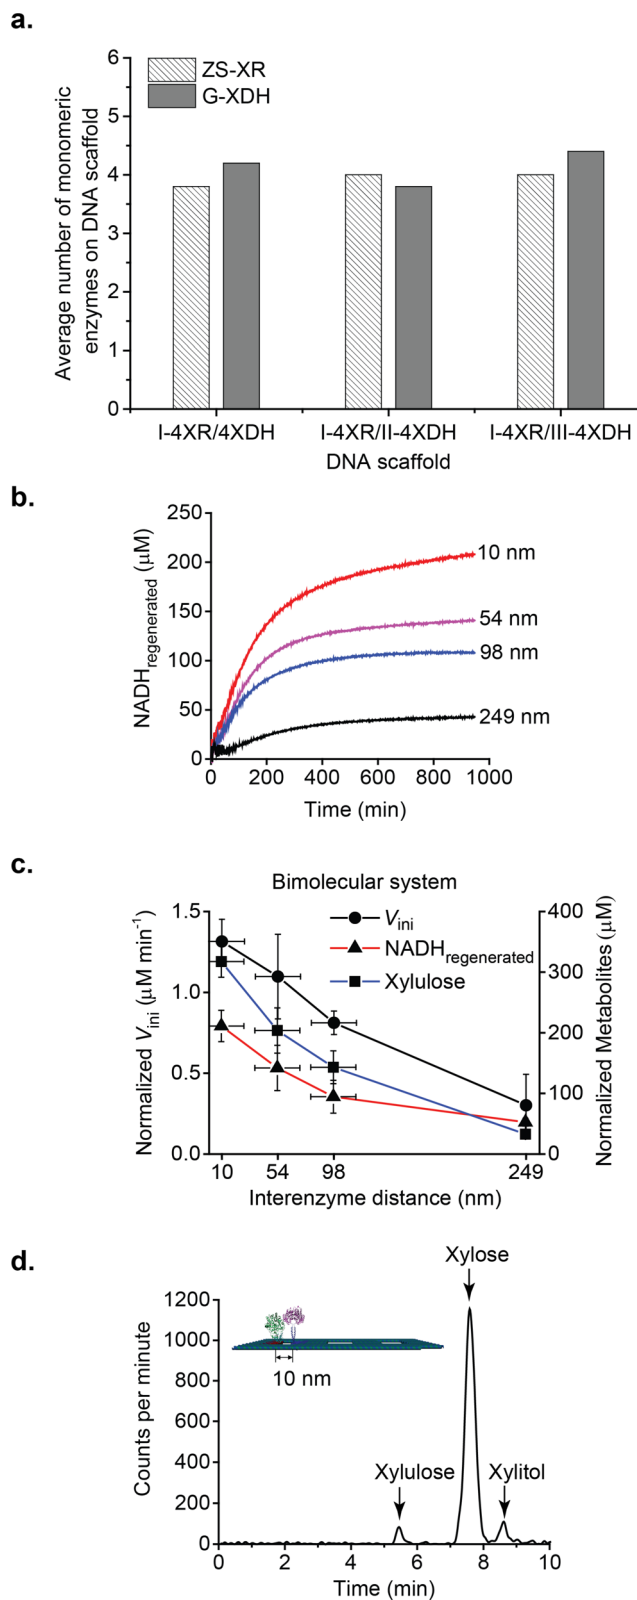 a.
6
5
4
3
2
1
0
ZS-XR
G-XDH
Average number of monomeric
enzymes on DNA scaffold
I-4XR/4XDH I-4XR/II-4XDH I-4XR/III-4XDH
DNA scaffold
b.
250
200
150
100
50
0
NADHregenerated (μM)
10 nm
54 nm
98 nm
249 nm
0 200 400 600 800 1000
Time (min)
c.
Bimolecular system
1.5
1.0
0.5
0.0
Normalized Vini (μM min-1)
Vini
NADHregenerated
Xylulose
400
300
200
100
0
Normalized Metabolites (μM)
10 54 98 249
Interenzyme distance (nm)
d.
Xylose
1200
1000
800
600
400
200
0
Counts per minute
10 nm
Xylulose
Xylitol
0 2 4 6 8 10
Time (min)